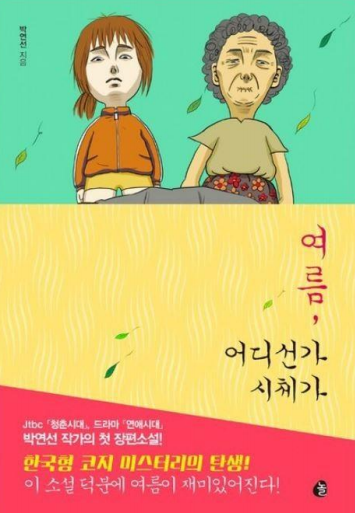 박연선 지음
여름,
어디선가
시체가
Jtbc 「청춘시대」, 드라마 「연애시대」
박연선 작가의 첫 장편소설!
한국형 코지 미스터리의 탄생!
이 소설 덕분에 여름이 재미있어진다!
놀